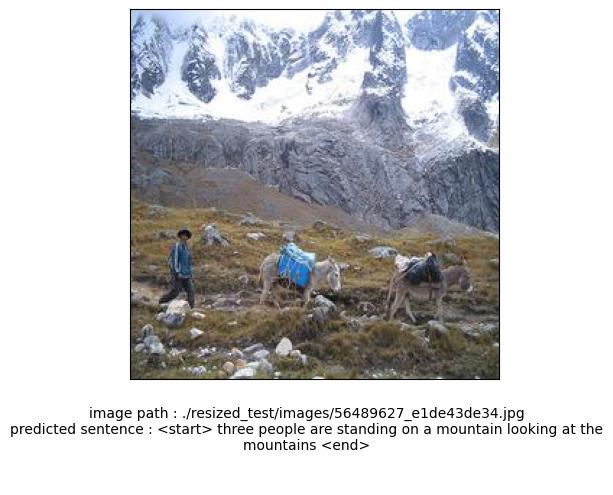 image path : ./resized_test/images/56489627_e1de43de34.jpg
predicted sentence : <start> three people are standing on a mountain looking at the
mountains <end>